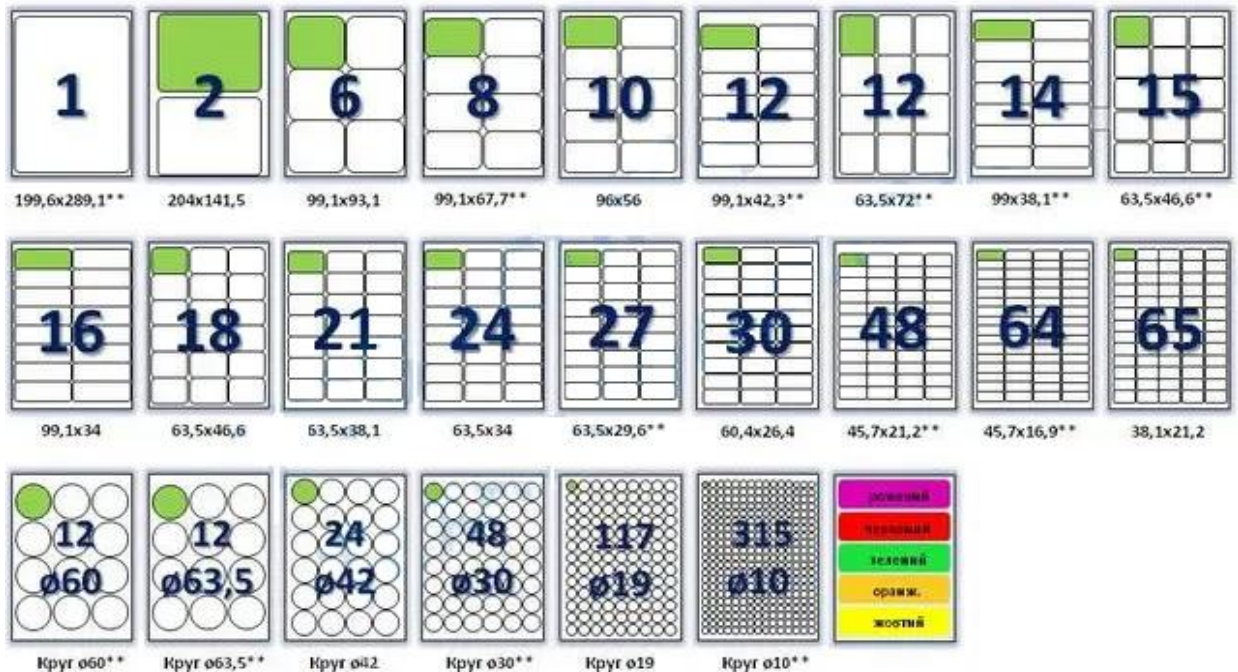 1 2 6 8 10 12 12 14 15
199,6x289,1** 204x141,5 99,1x93,1 99,1x67,7** 96x56 99,1x42,3** 63,5x72** 99x38,1** 63,5x46,6**
16 18 21 24 27 30 48 64 65
99,1x34 63,5x46,6 63,5x38,1 63,5x34 63,5x29,6** 60,4x26,4 45,7x21,2** 45,7x16,9** 38,1x21,2
12 12 24 48 117 315
ø60 ø63,5 ø42 ø30 ø19 ø10
рожевий
червоний
зелений
оранж.
жовтий
Круг ø60** Круг ø63,5** Круг ø42 Круг ø30** Круг ø19 Круг ø10**